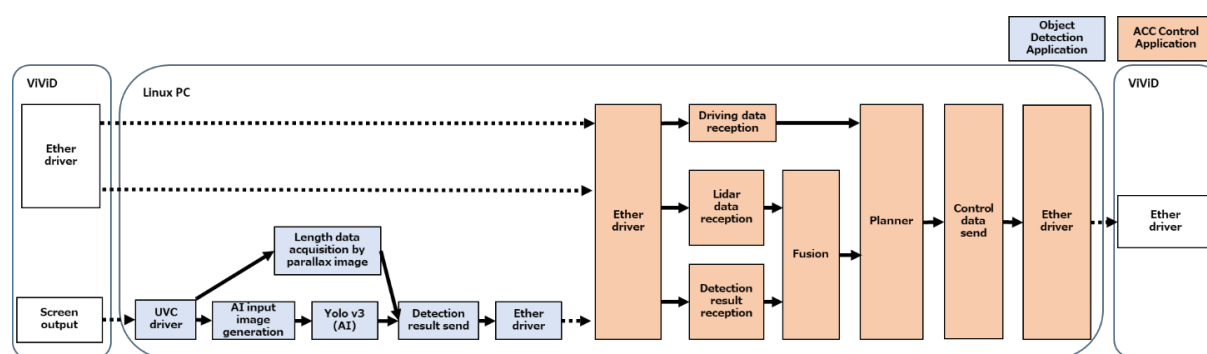 Object
Detection
Application
ACC Control
Application
ViViD
Linux PC
ViViD
Ether
driver
Driving data
reception
Ether
driver
Lidar
data
reception
Planner
Control
data
send
Ether
driver
Ether
driver
Length data
acquisition by
parallax image
Fusion
Screen
output
UVC
driver
AI input
image
generation
Yolo v3
(AI)
Detection
result send
Ether
driver
Detection
result
reception